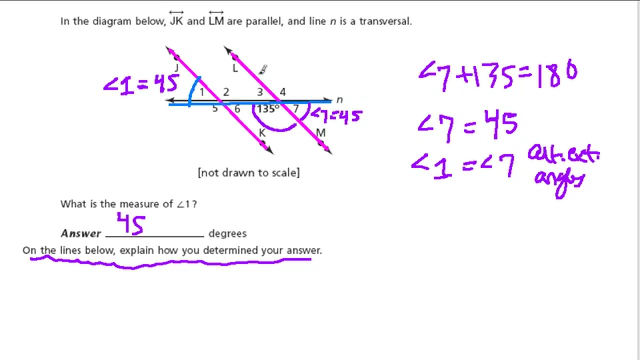 In the diagram below, JK and LM are parallel, and line n is a transversal.
J
L
∠1 = 45
1 2 3 4
n
5 6 135° 7
∠7=45
K
M
[not drawn to scale]
∠7 + 135 = 180
∠7 = 45
∠1 = ∠7 alt. ext. angles
What is the measure of ∠1?
Answer 45 degrees
On the lines below, explain how you determined your answer.